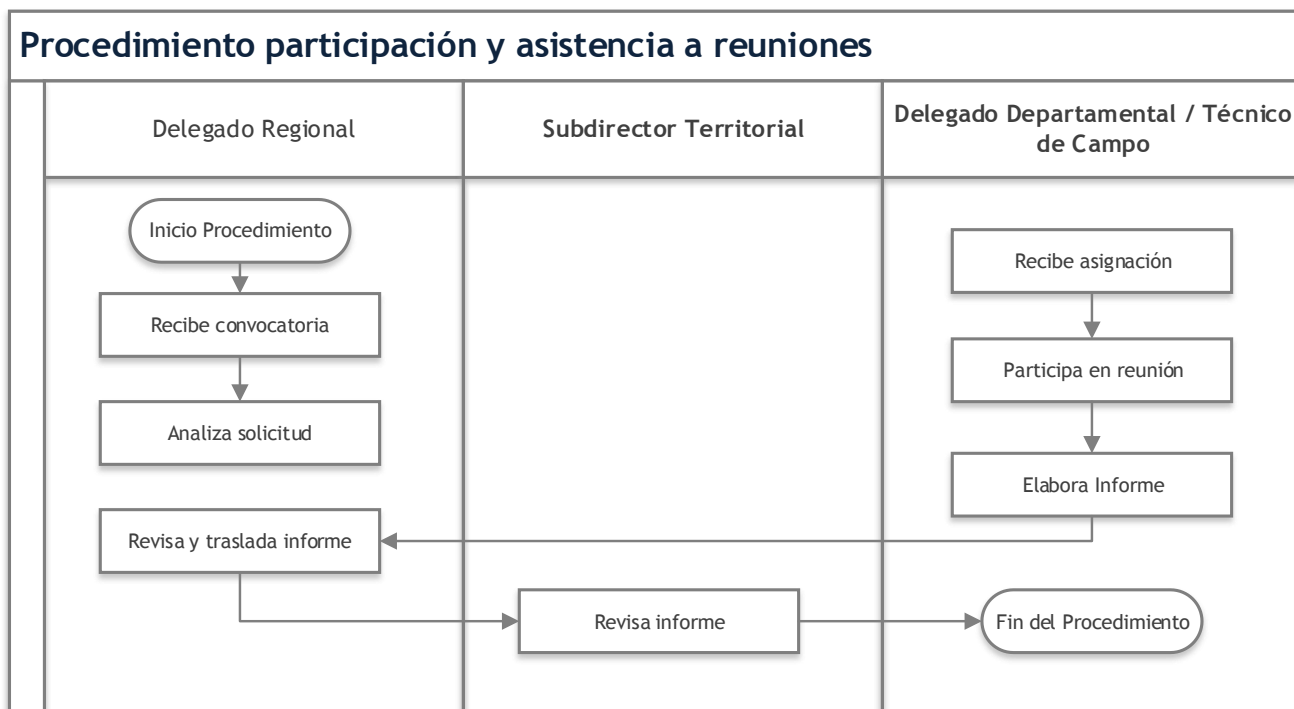 Procedimiento participación y asistencia a reuniones
Delegado Regional
Subdirector Territorial
Delegado Departamental / Técnico
de Campo
Inicio Procedimiento
Recibe convocatoria
Analiza solicitud
Recibe asignación
Participa en reunión
Elabora Informe
Revisa y traslada informe
Revisa informe
Fin del Procedimiento